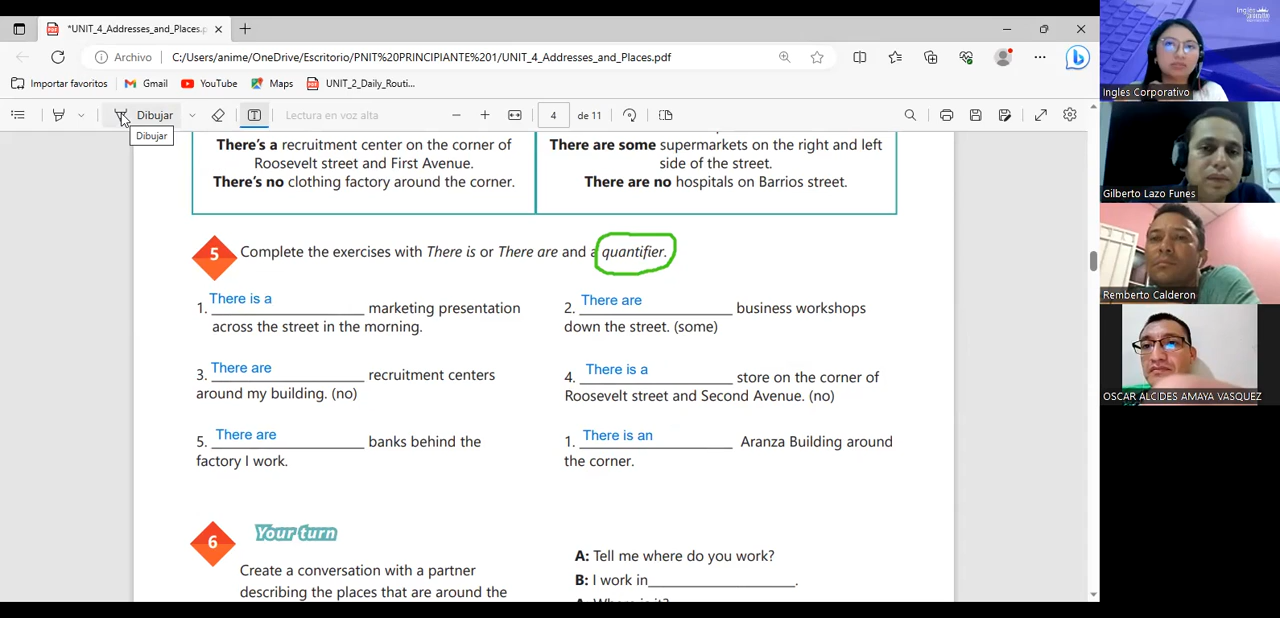 *UNIT_4_Addresses_and_Places.p
Archivo
C:/Users/anime/OneDrive/Escritorio/PNIT%20PRINCIPIANTE%201/UNIT_4_Addresses_and_Places.pdf
Importar favoritos
Gmail
YouTube
Maps
UNIT_2_Daily_Routi...
Dibujar
Lectura en voz alta
4
de 11
Dibujar
There's a recruitment center on the corner of
Roosevelt street and First Avenue.
There's no clothing factory around the corner.
There are some supermarkets on the right and left
side of the street.
There are no hospitals on Barrios street.
5
Complete the exercises with There is or There are and a quantifier.
1. There is a marketing presentation
across the street in the morning.
2. There are business workshops
down the street. (some)
3. There are recruitment centers
around my building. (no)
4. There is a store on the corner of
Roosevelt street and Second Avenue. (no)
5. There are banks behind the
factory I work.
1. There is an Aranza Building around
the corner.
6
Your turn
Create a conversation with a partner
describing the places that are around the
A: Tell me where do you work?
B: I work in____________________.
A: Where is it?
Ingles Corporativo
Gilberto Lazo Funes
Remberto Calderon
OSCAR ALCIDES AMAYA VASQUEZ